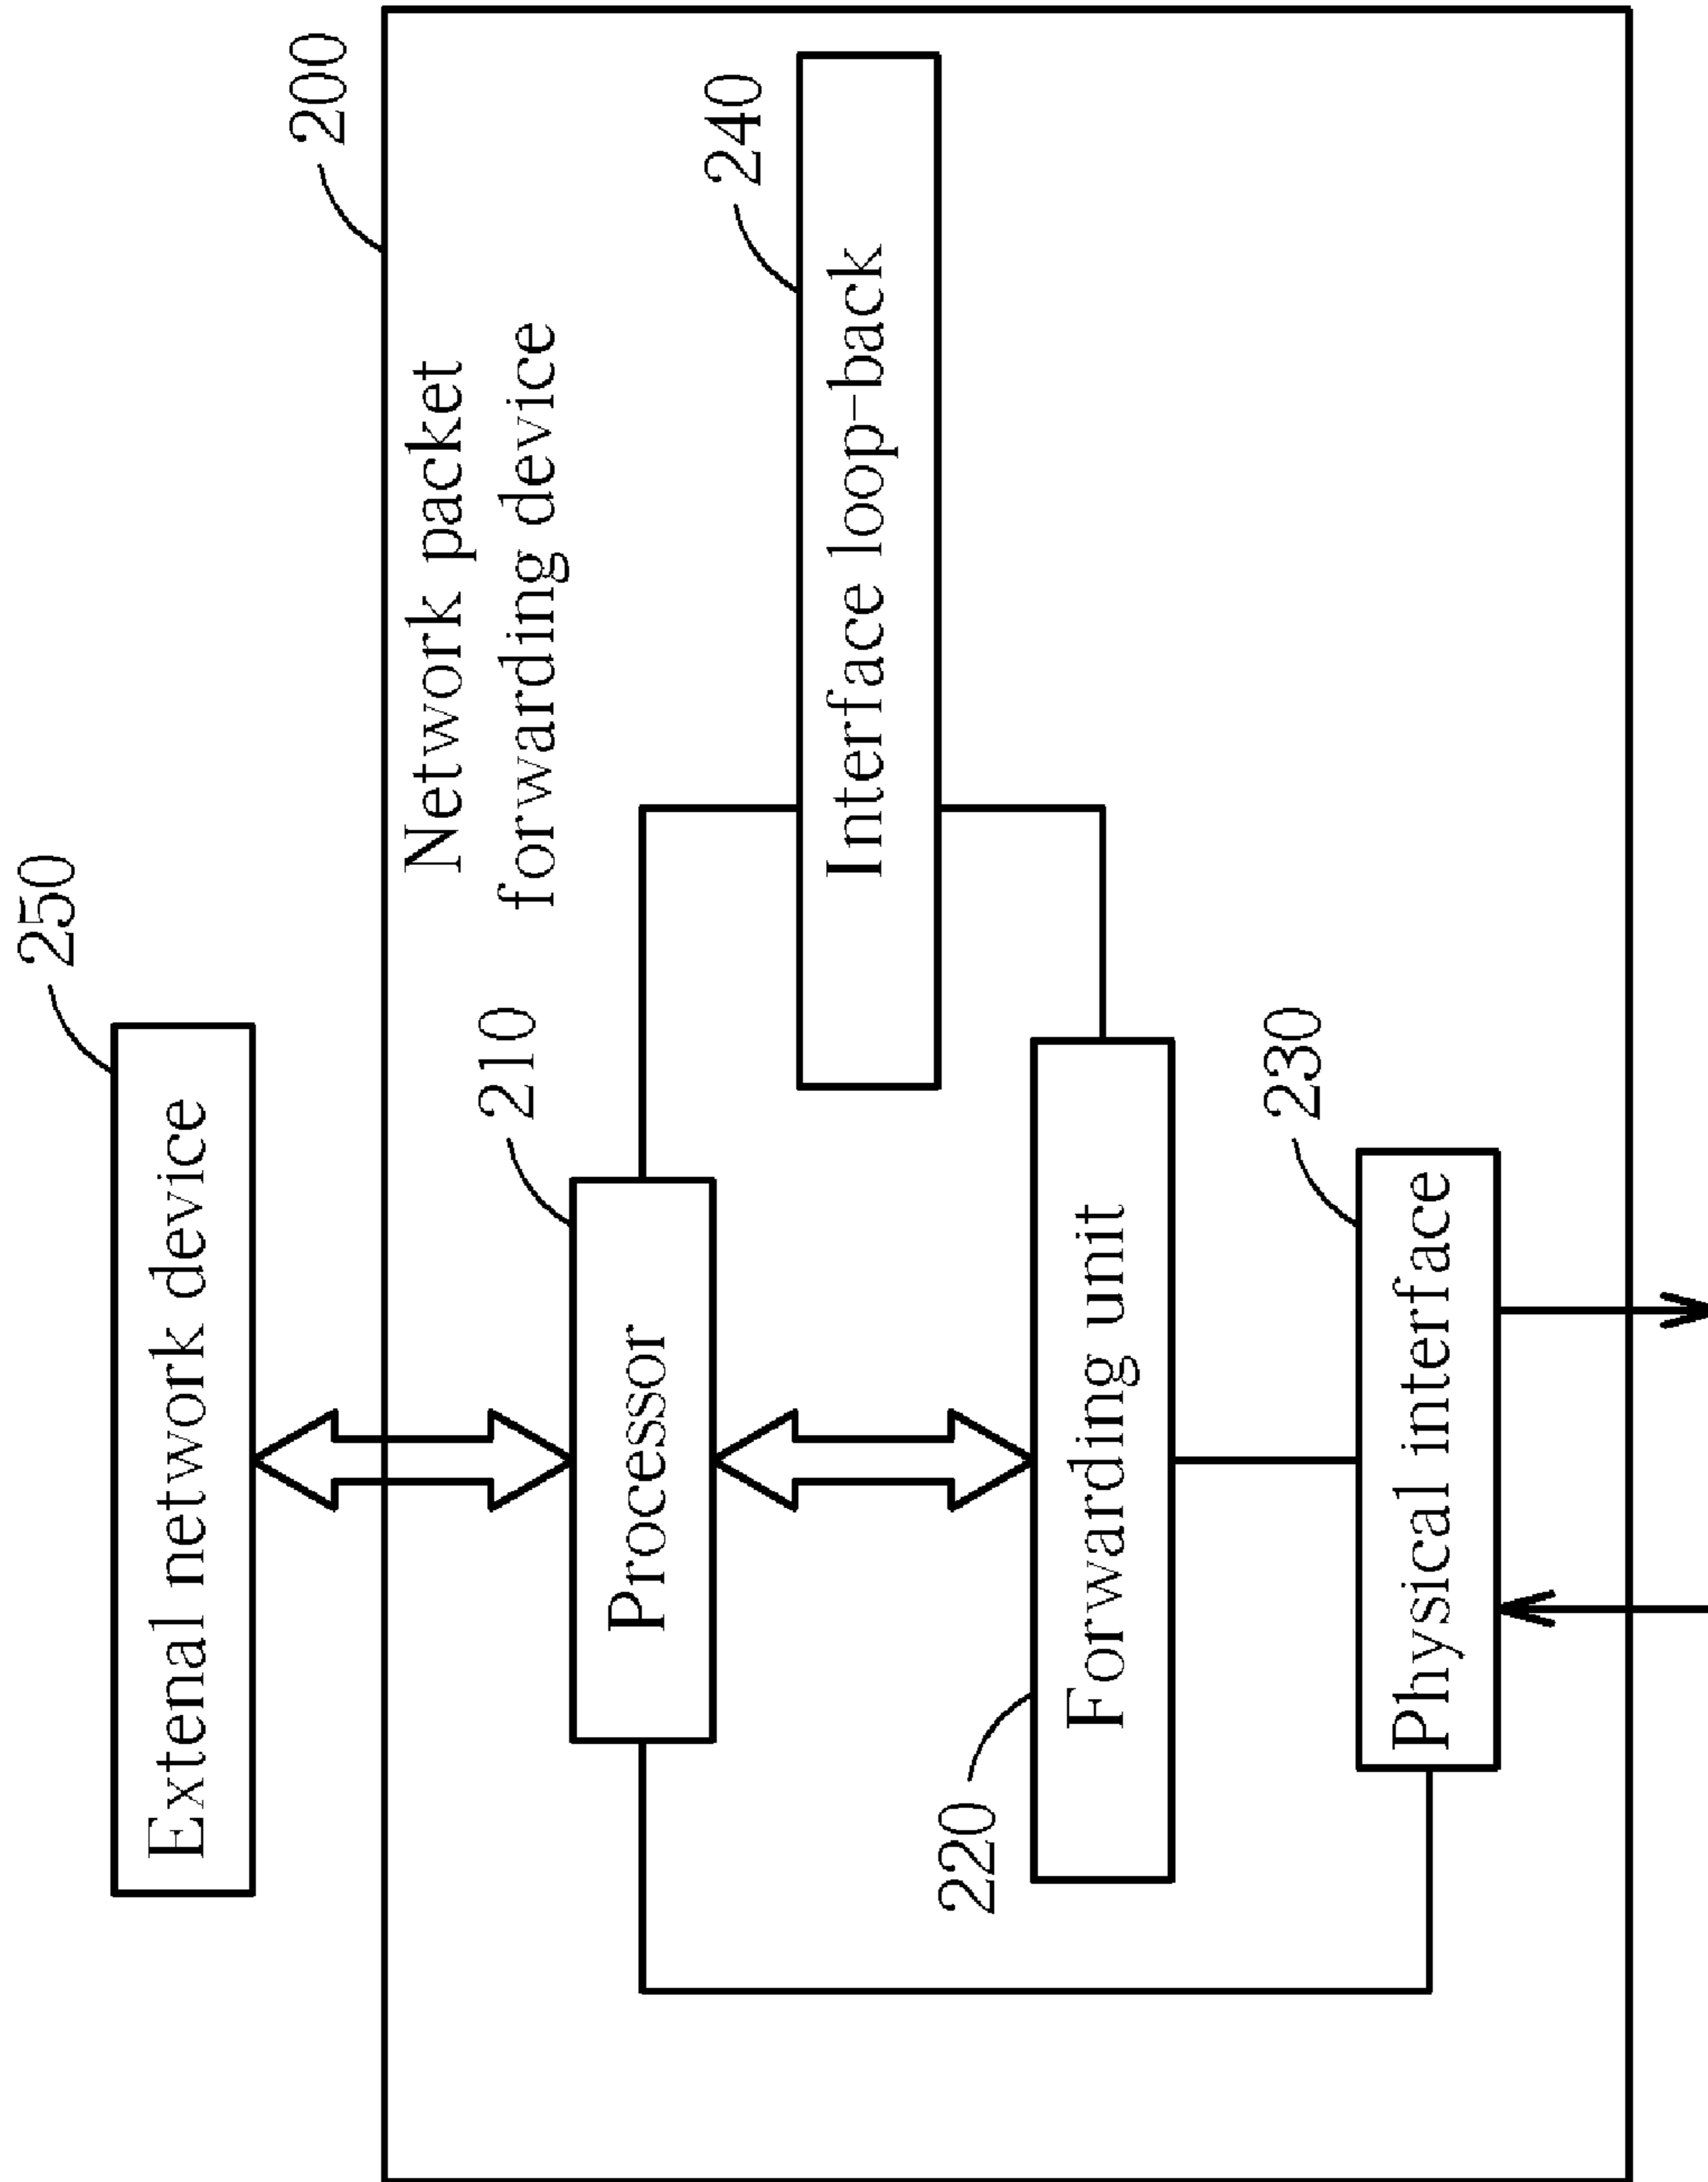 250
Extenal network device
200
Network packet
forwarding device
210
Processor
240
Interface loop-back
220
Forwarding unit
230
Physical interface